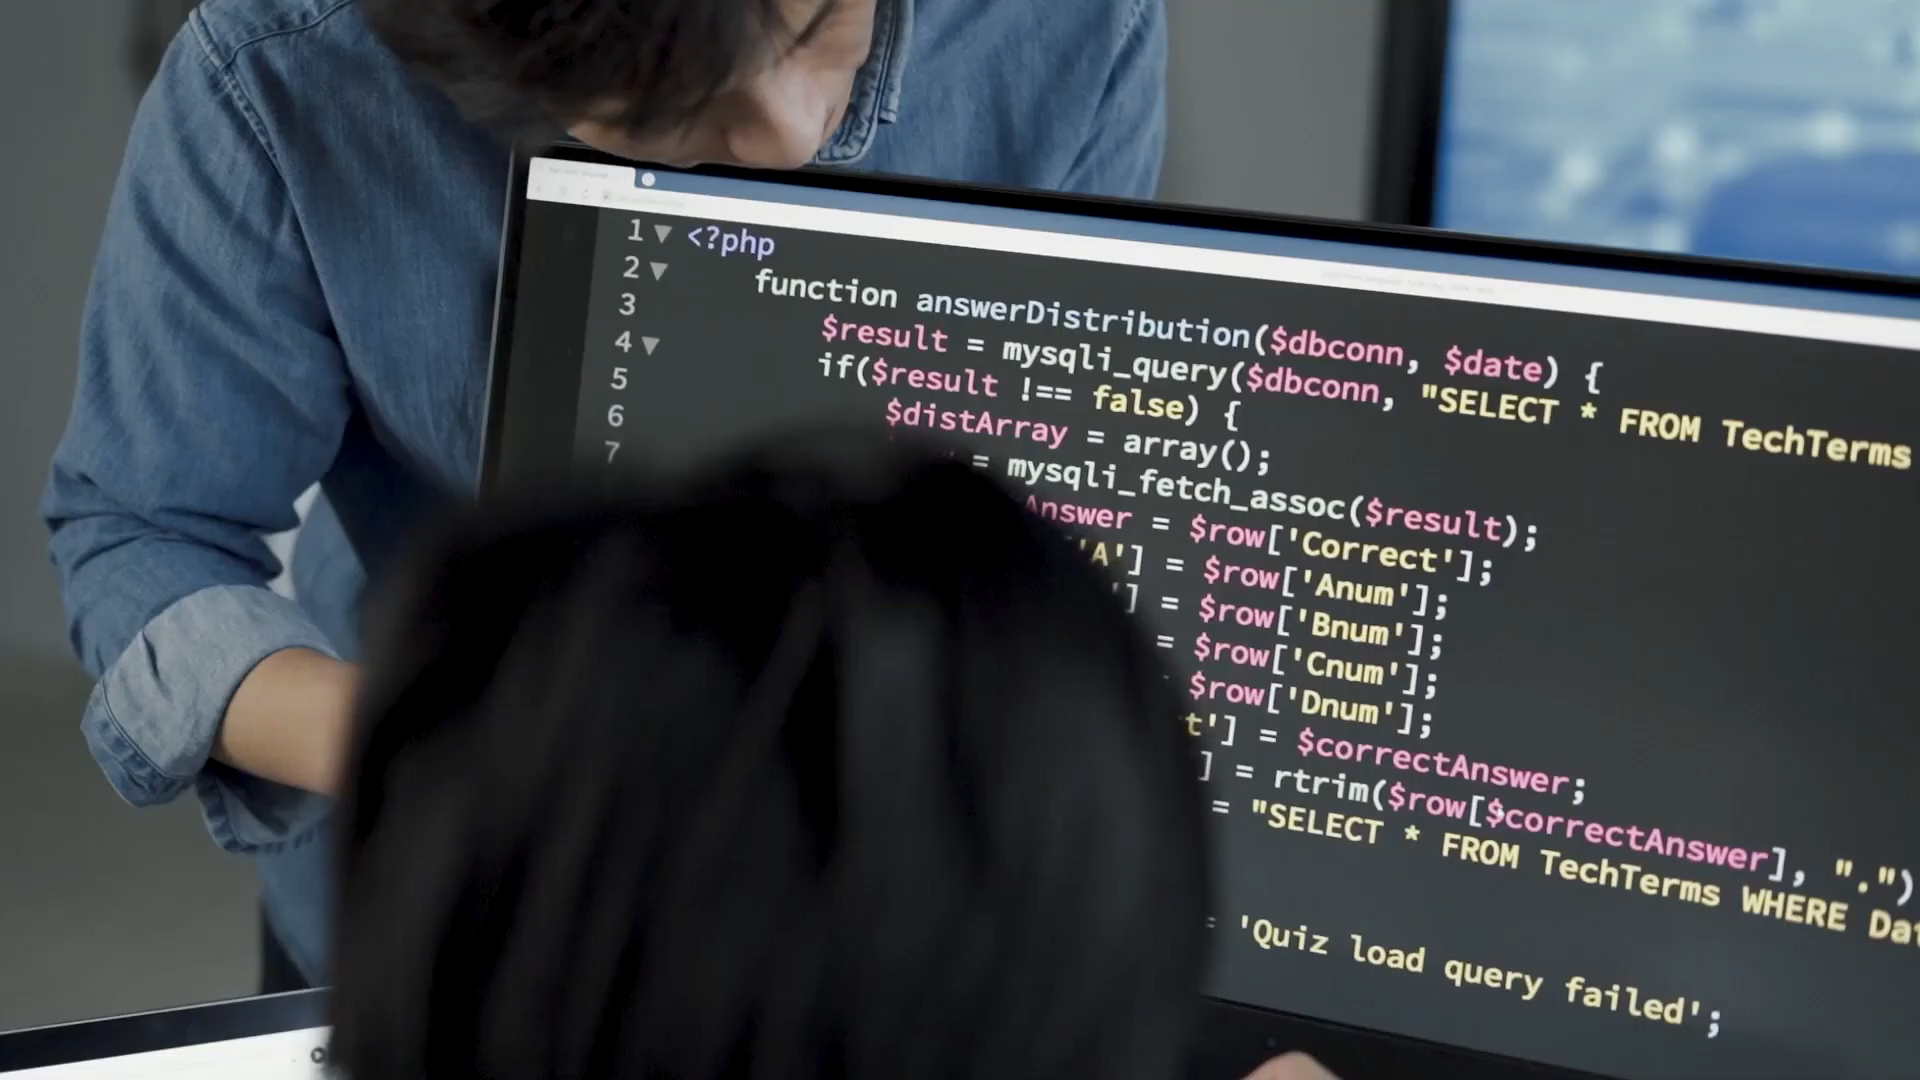 1 <?php
2 function answerDistribution($dbconn, $date) {
3 $result = mysqli_query($dbconn, "SELECT * FROM TechTerms
4 if($result !== false) {
5 $distArray = array();
6 = mysqli_fetch_assoc($result);
7 Answer = $row['Correct'];
'A'] = $row['Anum'];
'] = $row['Bnum'];
= $row['Cnum'];
= $row['Dnum'];
t'] = $correctAnswer;
] = rtrim($row[$correctAnswer], ".")
= "SELECT * FROM TechTerms WHERE Dat
= 'Quiz load query failed';